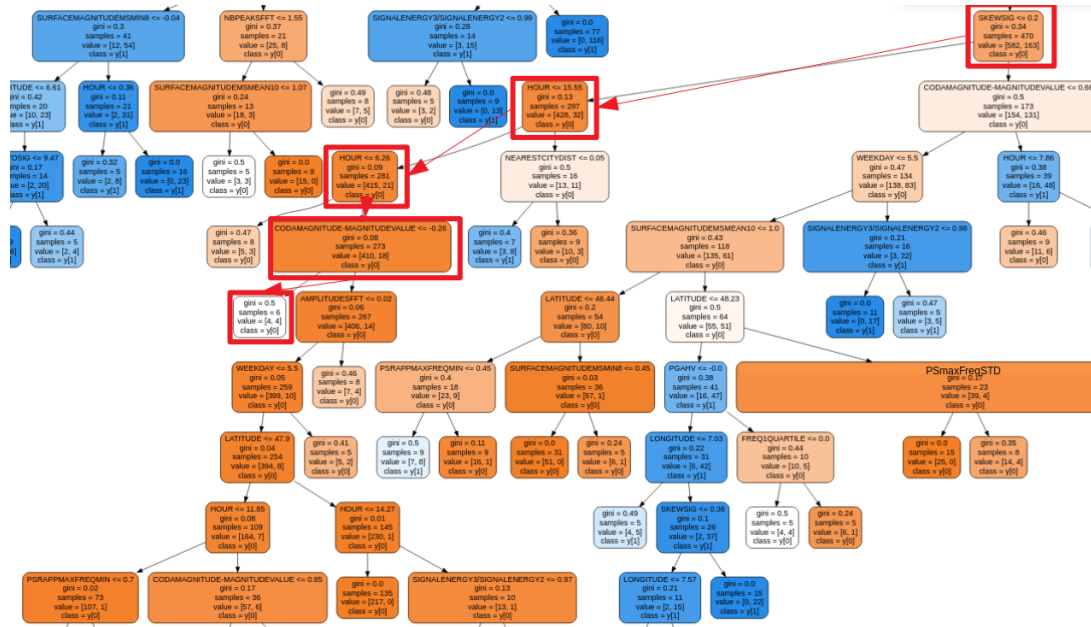 SURFACEMAGNITUDEMSMIN8 <= -0.04
gini = 0.3
samples = 41
value = [12, 54]
class = y[1]
NBPEAKSFFT <= 1.55
gini = 0.37
samples = 21
value = [25, 8]
class = y[0]
SIGNALENERGY3/SIGNALENERGY2 <= 0.99
gini = 0.28
samples = 14
value = [3, 15]
class = y[1]
gini = 0.0
samples = 77
value = [0, 116]
class = y[1]
SKEWSIG <= 0.2
gini = 0.34
samples = 470
value = [582, 163]
class = y[0]
ITUDE <= 6.61
ni = 0.42
ples = 20
= [10, 23]
s = y[1]
HOUR <= 0.36
gini = 0.11
samples = 21
value = [2, 31]
class = y[1]
SURFACEMAGNITUDEMSMEAN10 <= 1.07
gini = 0.24
samples = 13
value = [18, 3]
class = y[0]
gini = 0.49
samples = 8
value = [7, 5]
class = y[0]
gini = 0.48
samples = 5
value = [3, 2]
class = y[0]
gini = 0.0
samples = 9
value = [0, 13]
class = y[1]
HOUR <= 15.55
gini = 0.13
samples = 297
value = [428, 32]
class = y[0]
CODAMAGNITUDE-MAGNITUDEVALUE <= 0.66
gini = 0.5
samples = 173
value = [154, 131]
class = y[0]
OSIG <= 9.47
= 0.17
ples = 14
= [2, 20]
s = y[1]
gini = 0.32
samples = 5
value = [2, 8]
class = y[1]
gini = 0.0
samples = 16
value = [0, 23]
class = y[1]
gini = 0.5
samples = 5
value = [3, 3]
class = y[0]
gini = 0.0
samples = 8
value = [15, 0]
class = y[0]
HOUR <= 6.26
gini = 0.09
samples = 281
value = [415, 21]
class = y[0]
NEARESTCITYDIST <= 0.05
gini = 0.5
samples = 16
value = [13, 11]
class = y[0]
WEEKDAY <= 5.5
gini = 0.47
samples = 134
value = [138, 83]
class = y[0]
HOUR <= 7.86
gini = 0.38
samples = 39
value = [16, 48]
class = y[1]
gini = 0.44
samples = 5
value = [2, 4]
class = y[1]
gini = 0.47
samples = 8
value = [5, 3]
class = y[0]
CODAMAGNITUDE-MAGNITUDEVALUE <= -0.26
gini = 0.08
samples = 273
value = [410, 18]
class = y[0]
gini = 0.4
samples = 7
value = [3, 8]
class = y[1]
gini = 0.36
samples = 9
value = [10, 3]
class = y[0]
SURFACEMAGNITUDEMSMEAN10 <= 1.0
gini = 0.43
samples = 118
value = [135, 61]
class = y[0]
SIGNALENERGY3/SIGNALENERGY2 <= 0.98
gini = 0.21
samples = 16
value = [3, 22]
class = y[1]
gini = 0.46
samples = 9
value = [11, 6]
class = y[0]
gini = 0.5
samples = 6
value = [4, 4]
class = y[0]
AMPLITUDESFFT <= 0.02
gini = 0.06
samples = 267
value = [406, 14]
class = y[0]
LATITUDE <= 46.44
gini = 0.2
samples = 54
value = [80, 10]
class = y[0]
LATITUDE <= 48.23
gini = 0.5
samples = 64
value = [55, 51]
class = y[0]
gini = 0.0
samples = 11
value = [0, 17]
class = y[1]
gini = 0.47
samples = 5
value = [3, 5]
class = y[1]
WEEKDAY <= 5.5
gini = 0.05
samples = 259
value = [399, 10]
class = y[0]
gini = 0.46
samples = 8
value = [7, 4]
class = y[0]
PSRAPPMAXFREQMIN <= 0.45
gini = 0.4
samples = 18
value = [23, 9]
class = y[0]
SURFACEMAGNITUDEMSMIN8 <= 0.45
gini = 0.03
samples = 36
value = [57, 1]
class = y[0]
PGAHV <= -0.0
gini = 0.38
samples = 41
value = [16, 47]
class = y[1]
PSmaxFreqSTD
gini = 0.17
samples = 23
value = [39, 4]
class = y[0]
LATITUDE <= 47.9
gini = 0.04
samples = 254
value = [394, 8]
class = y[0]
gini = 0.41
samples = 5
value = [5, 2]
class = y[0]
gini = 0.5
samples = 9
value = [7, 8]
class = y[1]
gini = 0.11
samples = 9
value = [16, 1]
class = y[0]
gini = 0.0
samples = 31
value = [51, 0]
class = y[0]
gini = 0.24
samples = 5
value = [6, 1]
class = y[0]
LONGITUDE <= 7.03
gini = 0.22
samples = 31
value = [6, 42]
class = y[1]
FREQ1QUARTILE <= 0.0
gini = 0.44
samples = 10
value = [10, 5]
class = y[0]
gini = 0.0
samples = 15
value = [25, 0]
class = y[0]
gini = 0.35
samples = 8
value = [14, 4]
class = y[0]
HOUR <= 11.85
gini = 0.08
samples = 109
value = [164, 7]
class = y[0]
HOUR <= 14.27
gini = 0.01
samples = 145
value = [230, 1]
class = y[0]
gini = 0.49
samples = 5
value = [4, 5]
class = y[1]
SKEWSIG <= 0.36
gini = 0.1
samples = 26
value = [2, 37]
class = y[1]
gini = 0.5
samples = 5
value = [4, 4]
class = y[0]
gini = 0.24
samples = 5
value = [6, 1]
class = y[0]
PSRAPPMAXFREQMIN <= 0.7
gini = 0.02
samples = 73
value = [107, 1]
class = y[0]
CODAMAGNITUDE-MAGNITUDEVALUE <= 0.85
gini = 0.17
samples = 36
value = [57, 6]
class = y[0]
gini = 0.0
samples = 135
value = [217, 0]
class = y[0]
SIGNALENERGY3/SIGNALENERGY2 <= 0.97
gini = 0.13
samples = 10
value = [13, 1]
class = y[0]
LONGITUDE <= 7.57
gini = 0.21
samples = 11
value = [2, 15]
class = y[1]
gini = 0.0
samples = 15
value = [0, 22]
class = y[1]